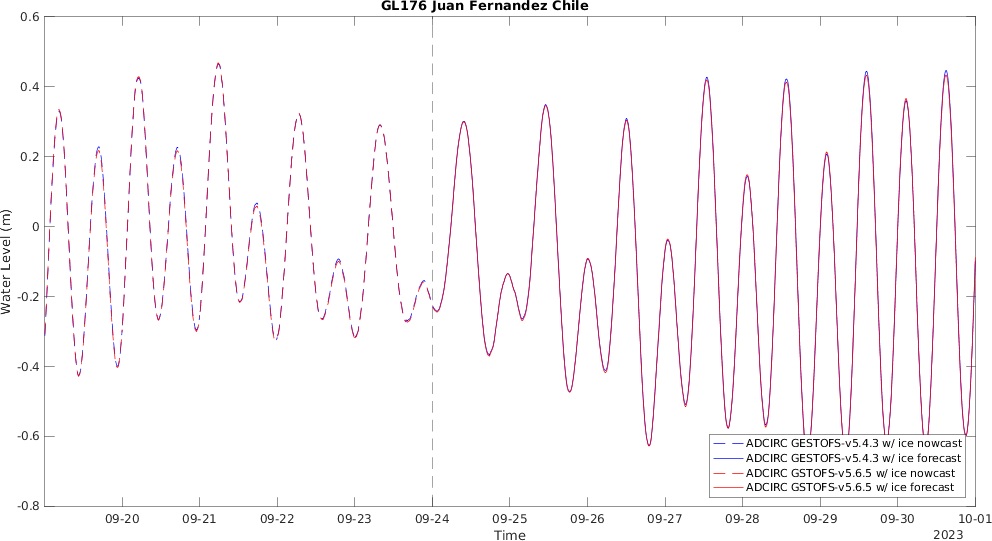 GL176 Juan Fernandez Chile
0.6
0.4
0.2
0
-0.2
-0.4
-0.6
-0.8
Water Level (m)
ADCIRC GESTOFS-v5.4.3 w/ ice nowcast
ADCIRC GESTOFS-v5.4.3 w/ ice forecast
ADCIRC GSTOFS-v5.6.5 w/ ice nowcast
ADCIRC GSTOFS-v5.6.5 w/ ice forecast
09-20 09-21 09-22 09-23 09-24 09-25 09-26 09-27 09-28 09-29 09-30 10-01
Time
2023